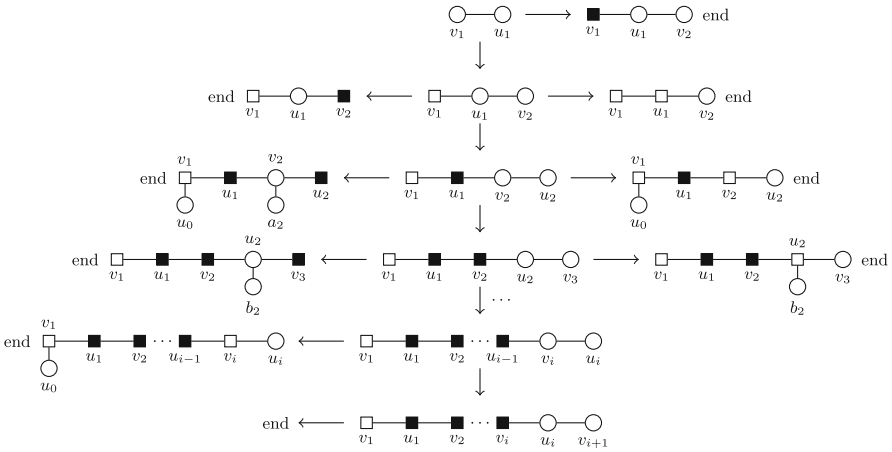 v₁ u₁ v₁ u₁ v₂ end
end v₁ u₁ v₂ v₁ u₁ v₂ v₁ u₁ v₂ end
v₁ v₂ v₁
end u₁ u₂ v₁ u₁ v₂ u₂ u₁ v₂ u₂ end
u₀ a₂ u₀
u₂ u₂
end v₁ u₁ v₂ v₃ v₁ u₁ v₂ u₂ v₃ v₁ u₁ v₂ v₃ end
b₂ b₂
...
v₁
end u₁ v₂ ... uᵢ₋₁ vᵢ uᵢ v₁ u₁ v₂ ... uᵢ₋₁ vᵢ uᵢ
u₀
end v₁ u₁ v₂ ... vᵢ uᵢ vᵢ₊₁